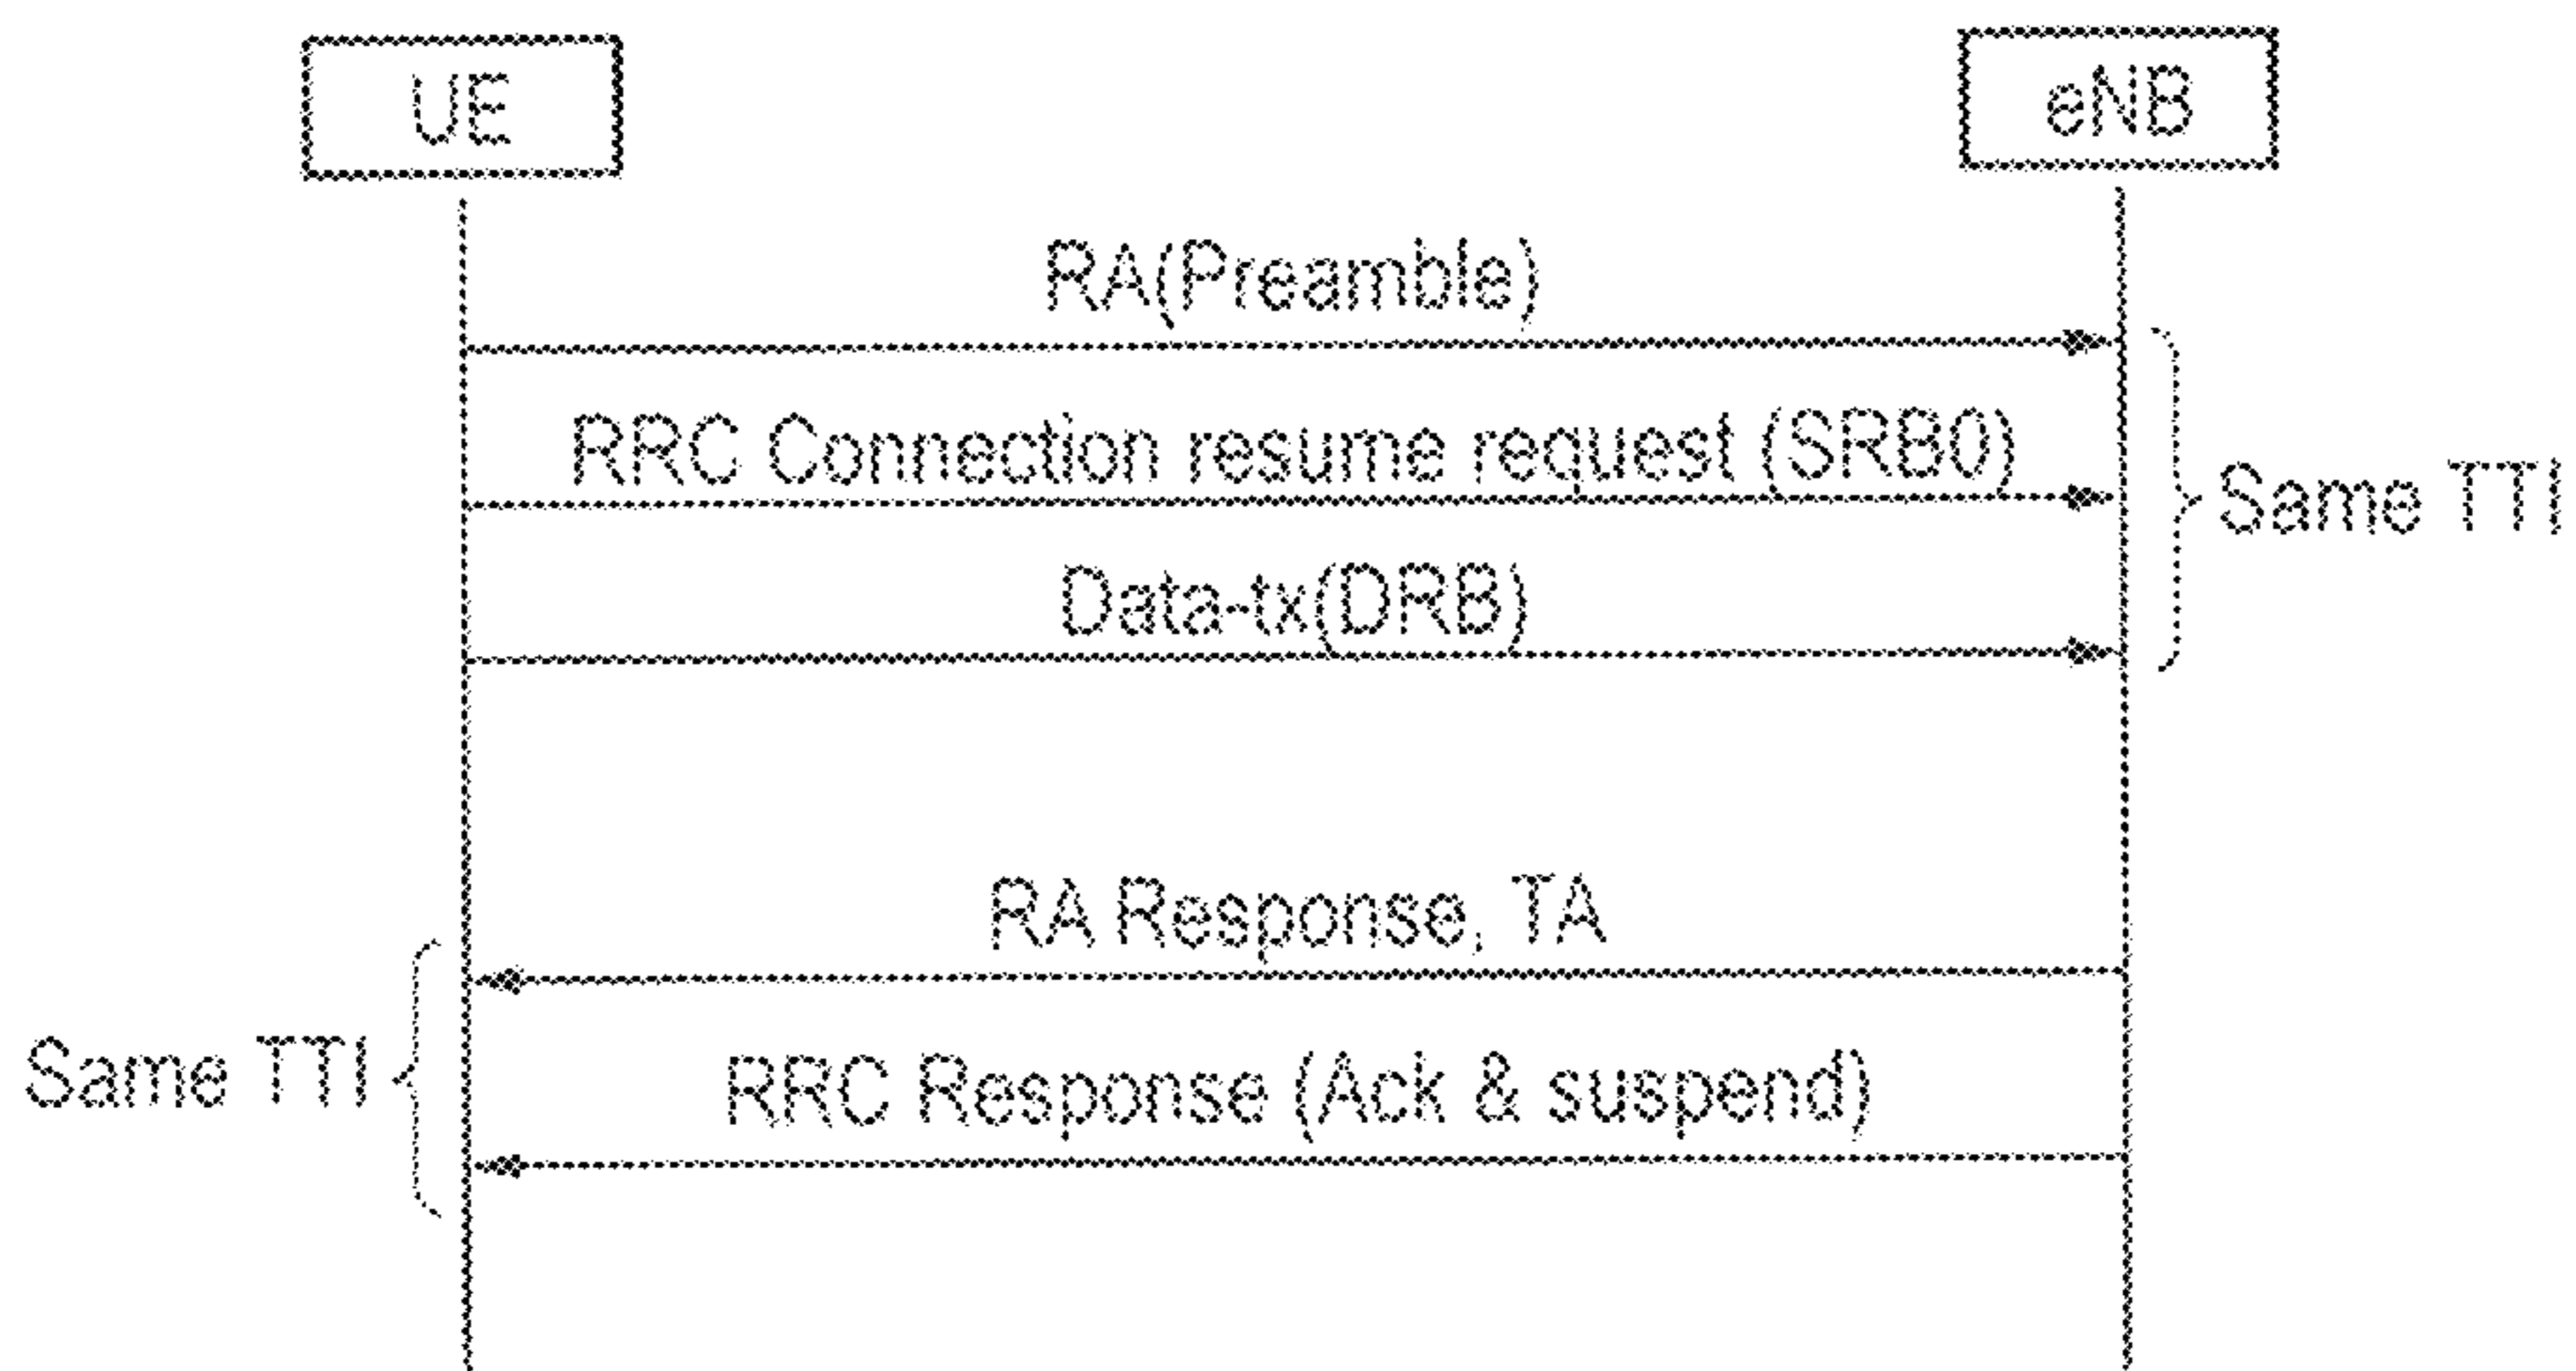 UE
eNB
RA(Preamble)
RRC Connection resume request (SRB0)
Same TTI
Data-tx(DRB)
RA Response, TA
Same TTI
RRC Response (Ack & suspend)